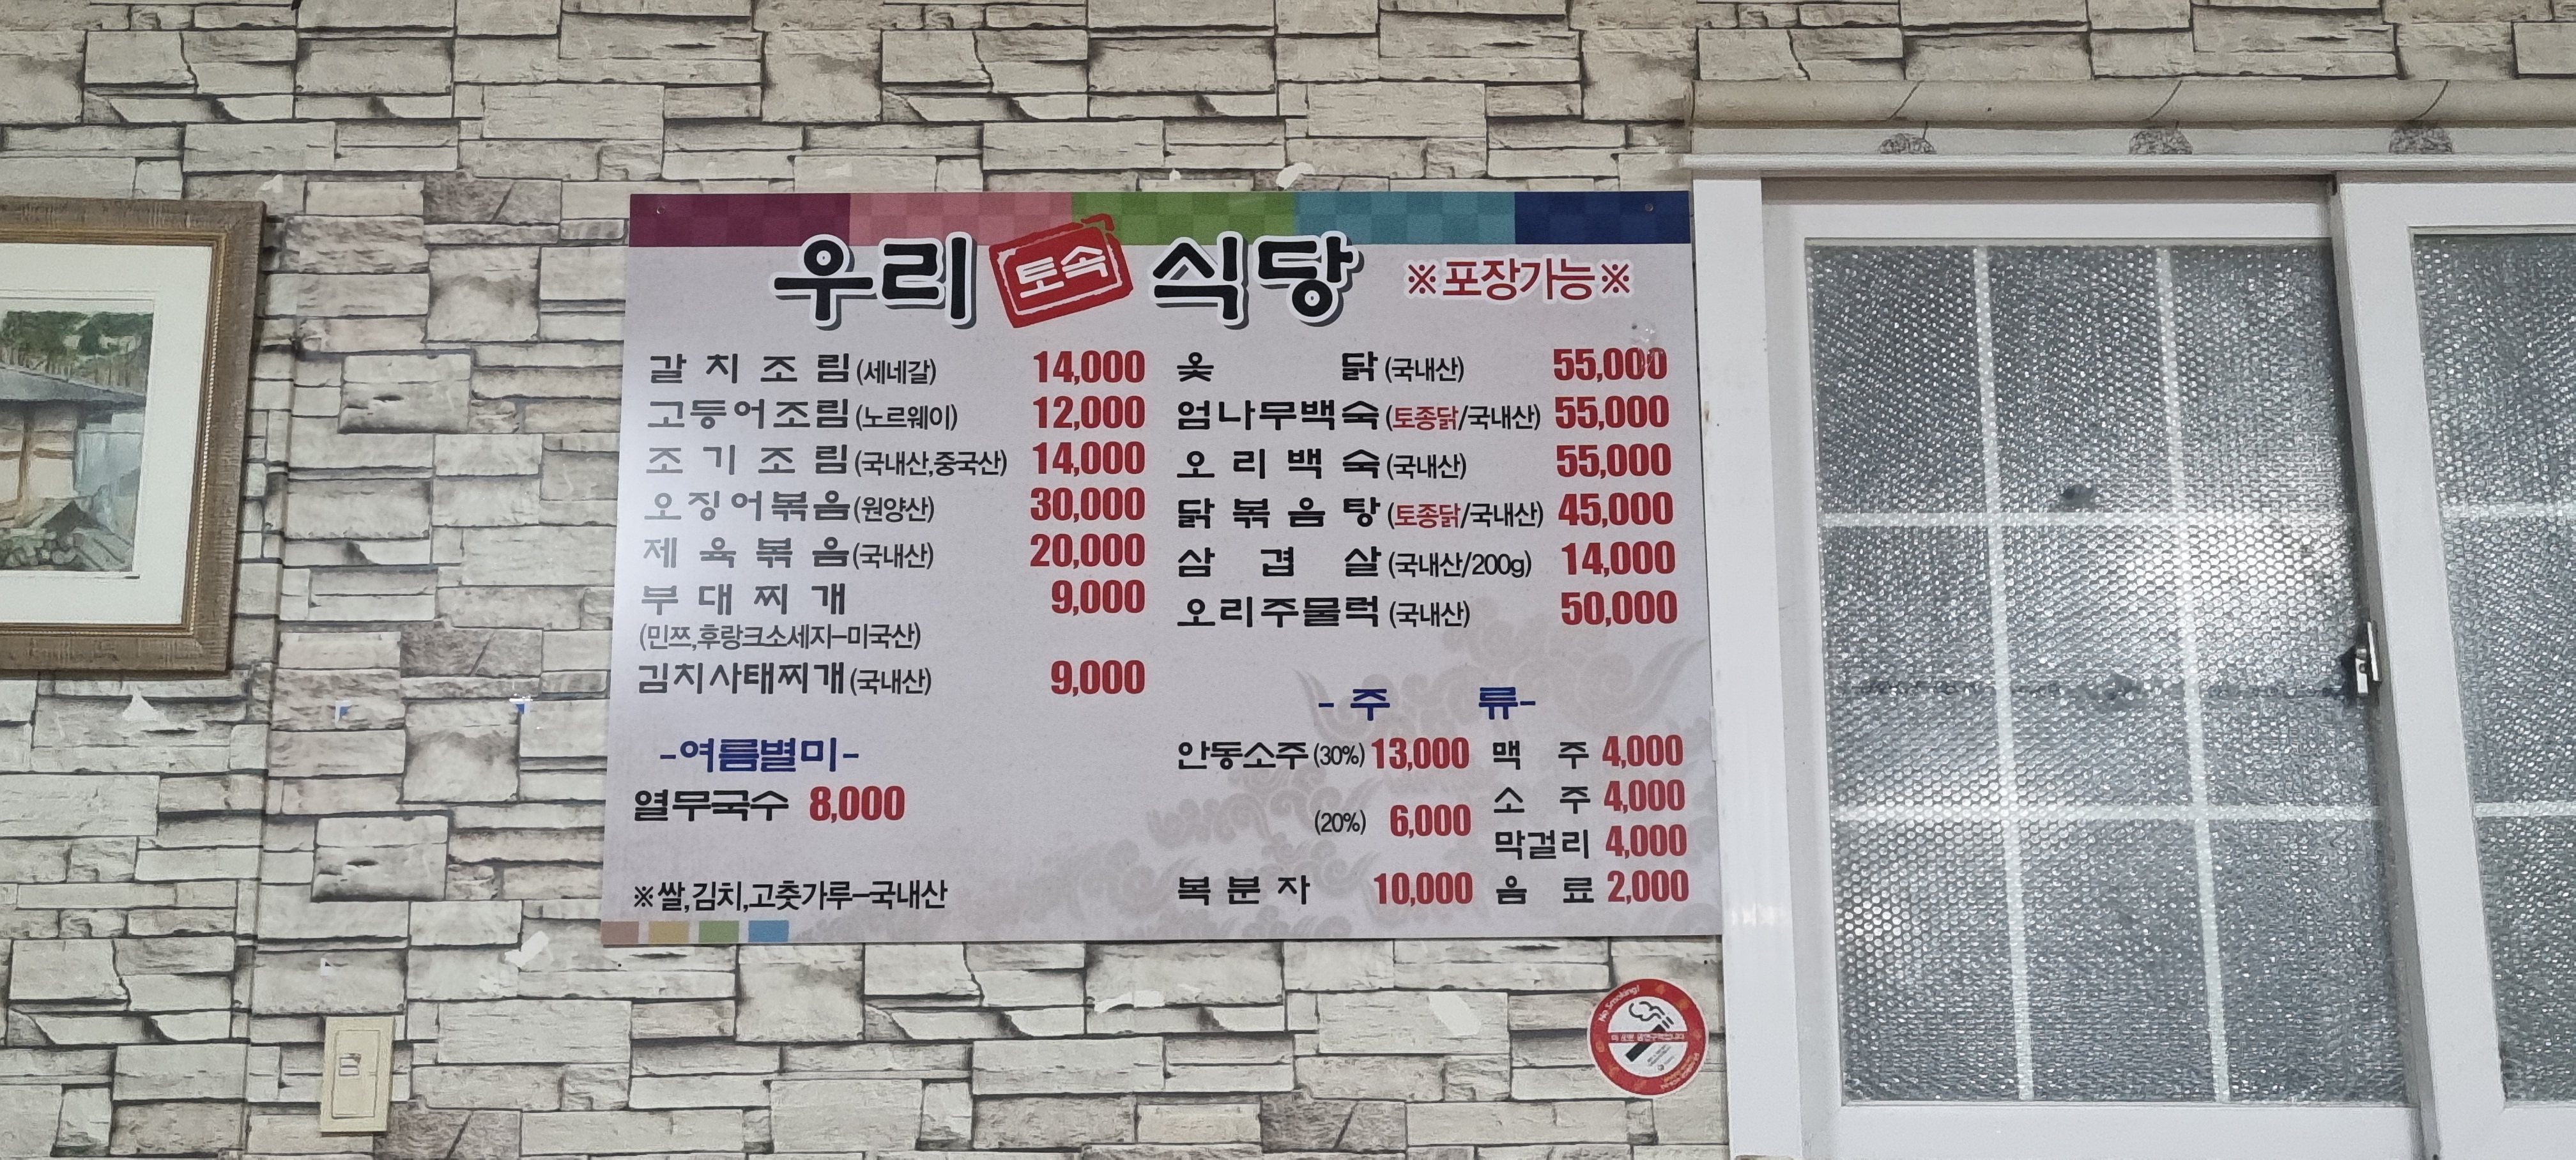 우리 토속 식당 ※포장가능※
갈치조림(세네갈) 14,000
고등어조림(노르웨이) 12,000
조기조림(국내산,중국산) 14,000
오징어볶음(원양산) 30,000
제육볶음(국내산) 20,000
부대찌개 9,000
(민쯔,후랑크소세지-미국산)
김치사태찌개(국내산) 9,000
-여름별미-
열무국수 8,000
※쌀,김치,고춧가루-국내산
옻닭(국내산) 55,000
엄나무백숙(토종닭/국내산) 55,000
오리백숙(국내산) 55,000
닭볶음탕(토종닭/국내산) 45,000
삼겹살(국내산/200g) 14,000
오리주물럭(국내산) 50,000
-주 류-
안동소주(30%) 13,000 맥주 4,000
소주 4,000
(20%) 6,000
막걸리 4,000
복분자 10,000 음료 2,000
No Smoking!